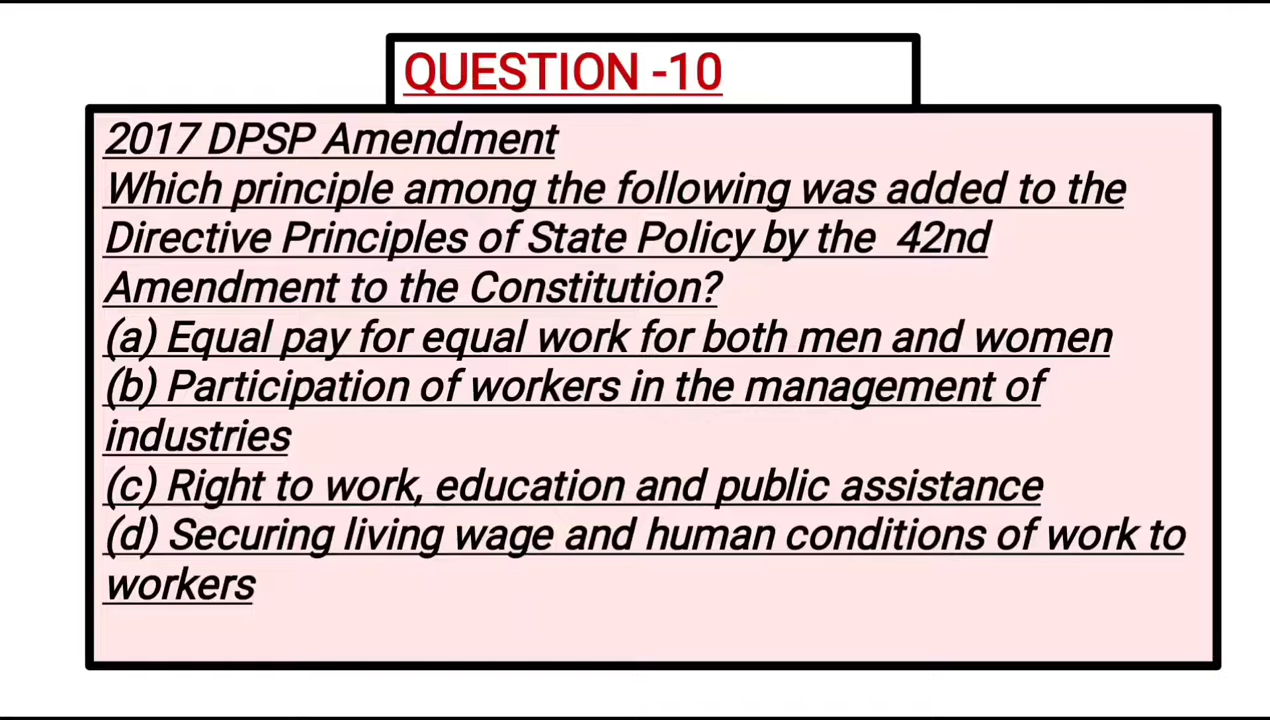 QUESTION -10
2017 DPSP Amendment
Which principle among the following was added to the
Directive Principles of State Policy by the 42nd
Amendment to the Constitution?
(a) Equal pay for equal work for both men and women
(b) Participation of workers in the management of
industries
(c) Right to work, education and public assistance
(d) Securing living wage and human conditions of work to
workers